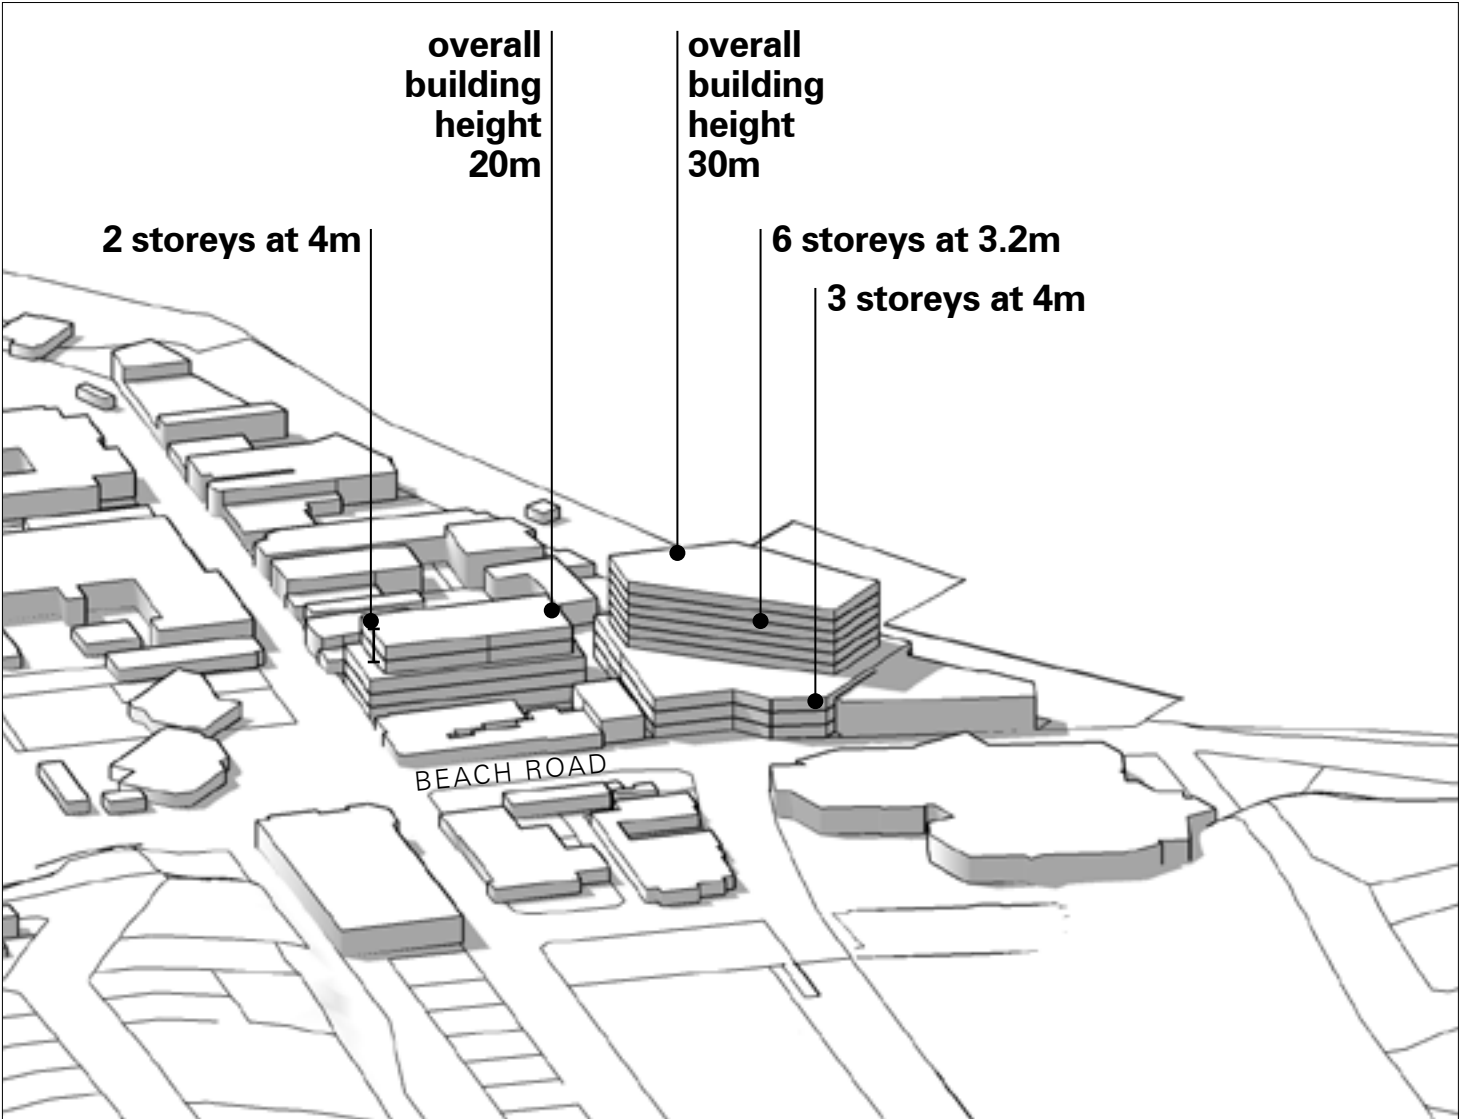 overall
building
height
20m
overall
building
height
30m
2 storeys at 4m
6 storeys at 3.2m
3 storeys at 4m
BEACH ROAD